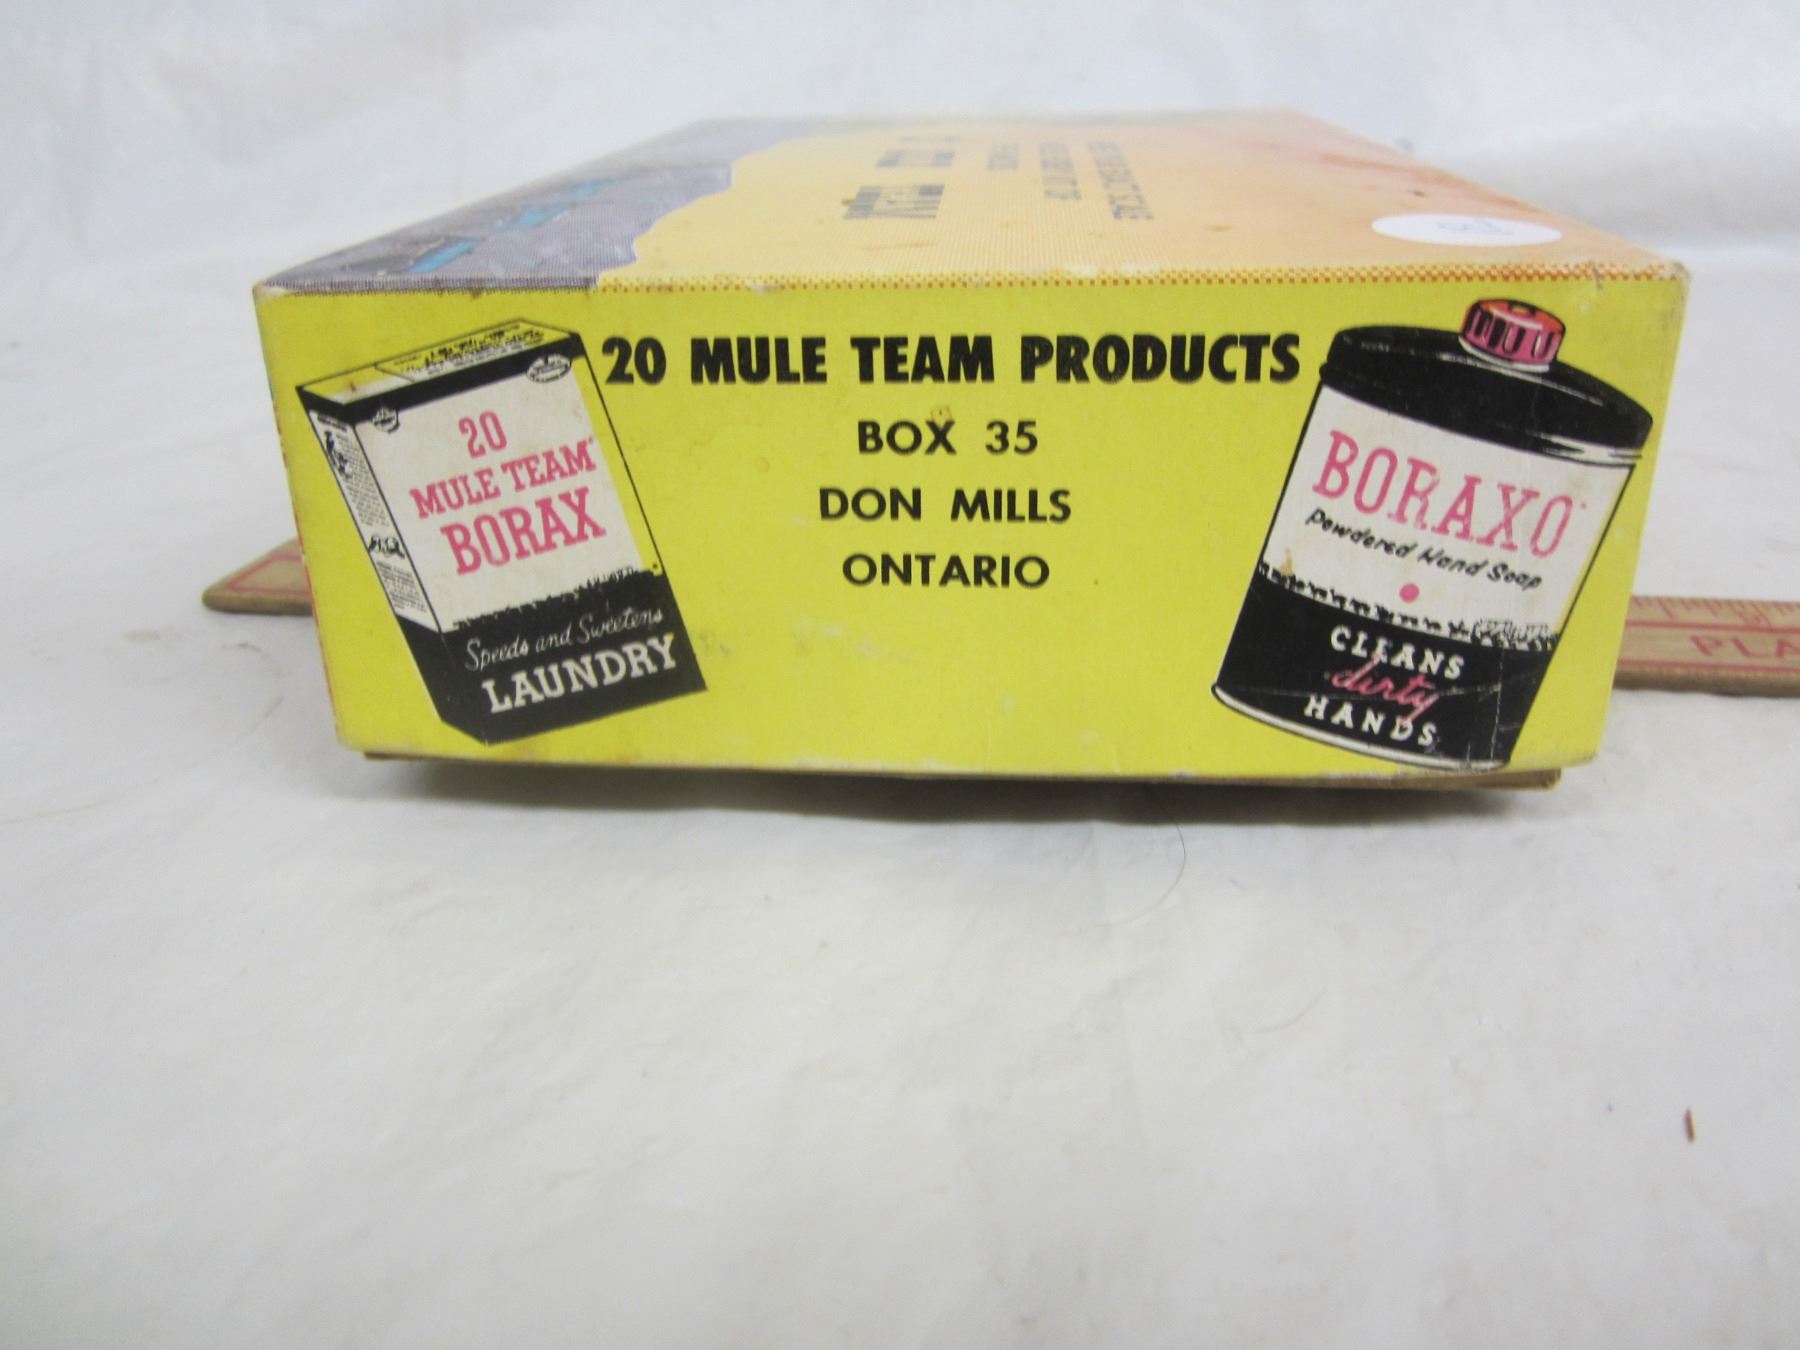 20 MULE TEAM PRODUCTS
BOX 35
DON MILLS
ONTARIO
20
MULE TEAM
BORAX
Speeds and Sweetens
LAUNDRY
BORAXO
Powdered Hand Soap
CLEANS
dirty
HANDS
PLA